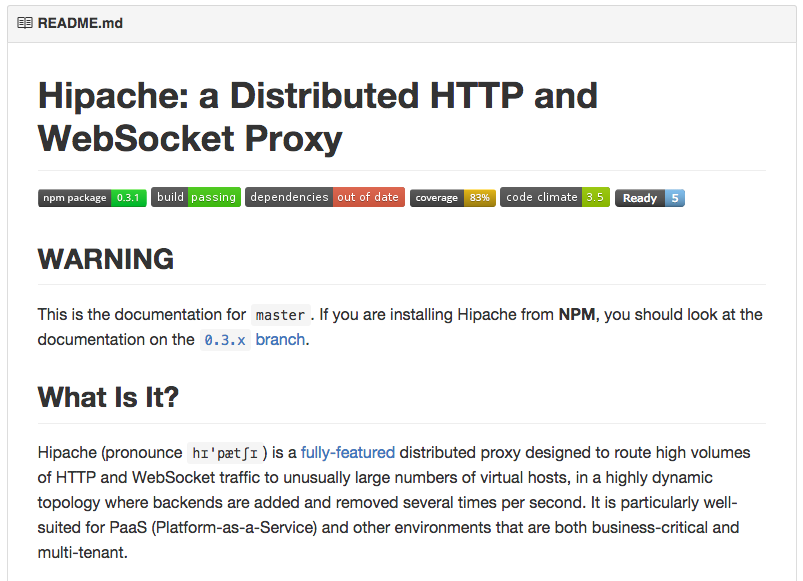 README.md
Hipache: a Distributed HTTP and
WebSocket Proxy
npm package 0.3.1 build passing dependencies out of date coverage 83% code climate 3.5 Ready 5
WARNING
This is the documentation for master. If you are installing Hipache from NPM, you should look at the
documentation on the 0.3.x branch.
What Is It?
Hipache (pronounce hɪ'pætʃɪ) is a fully-featured distributed proxy designed to route high volumes
of HTTP and WebSocket traffic to unusually large numbers of virtual hosts, in a highly dynamic
topology where backends are added and removed several times per second. It is particularly well-
suited for PaaS (Platform-as-a-Service) and other environments that are both business-critical and
multi-tenant.